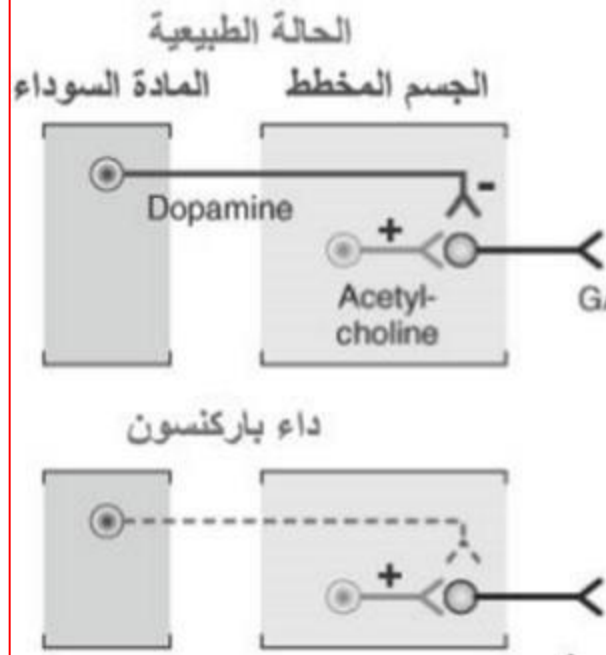 الحالة الطبيعية
المادة السوداء
الجسم المخطط
Dopamine
-
+
Acetyl-
choline
داء باركنسون
+